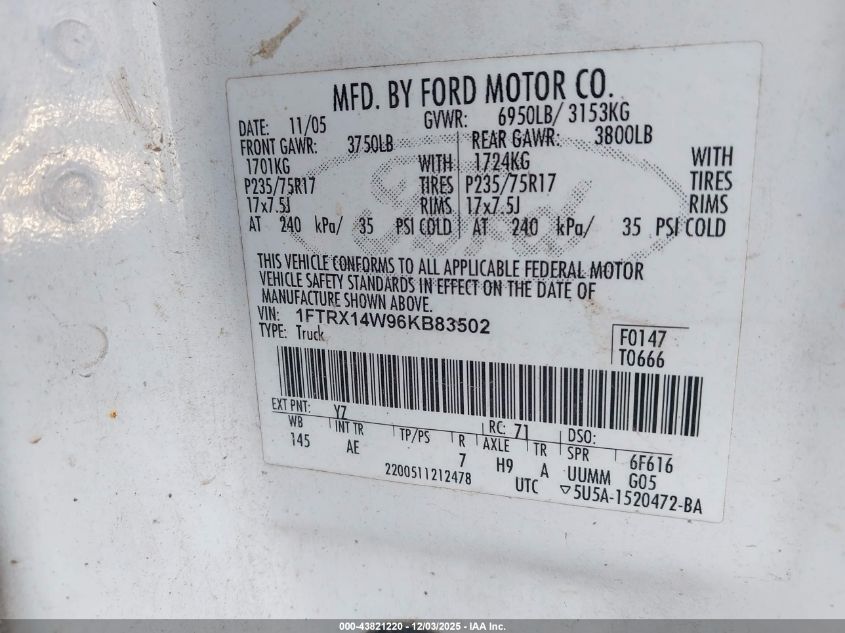 MFD. BY FORD MOTOR CO.
DATE: 11/05 GVWR: 6950LB/ 3153KG
FRONT GAWR: 3750LB REAR GAWR: 3800LB
1701KG WITH 1724KG WITH
P235/75R17 TIRES P235/75R17 TIRES
17x7.5J RIMS 17x7.5J RIMS
AT 240 kPa/ 35 PSI COLD AT 240 kPa/ 35 PSI COLD
Ford
THIS VEHICLE CONFORMS TO ALL APPLICABLE FEDERAL MOTOR
VEHICLE SAFETY STANDARDS IN EFFECT ON THE DATE OF
MANUFACTURE SHOWN ABOVE.
VIN: 1FTRX14W96KB83502
TYPE: Truck
F0147
T0666
EXT PNT: YZ RC: 71 DSO:
WB INT TR TP/PS R AXLE TR SPR 6F616
145 AE 7 H9 A UUMM G05
2200511212478 UTC ▽5U5A-1520472-BA
000-43821220 - 12/03/2025 - IAA Inc.